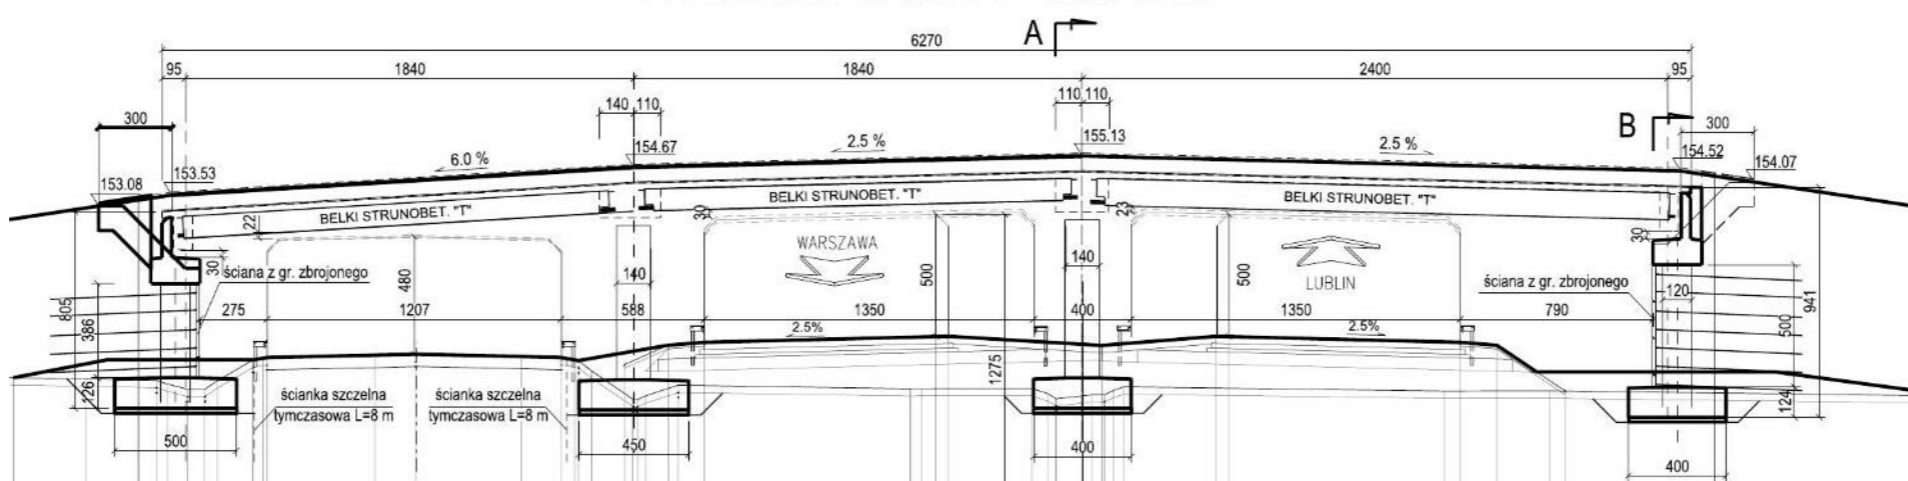 A
6270
95 1840 1840 2400 95
140 110
110 110
300
B
300
6.0 %
154.67
2.5 %
155.13
2.5 %
154.52
154.07
153.08
153.53
BELKI STRUNOBET. "T"
BELKI STRUNOBET. "T"
BELKI STRUNOBET. "T"
22
30
23
30
30
WARSZAWA
LUBLIN
480
500
500
140
140
ściana z gr. zbrojonego
ściana z gr. zbrojonego
120
805
386
126
275 1207 588 1350 400 1350 790
500
941
124
2.5%
2.5%
1275
ścianka szczelna
tymczasowa L=8 m
ścianka szczelna
tymczasowa L=8 m
500
450
400
400